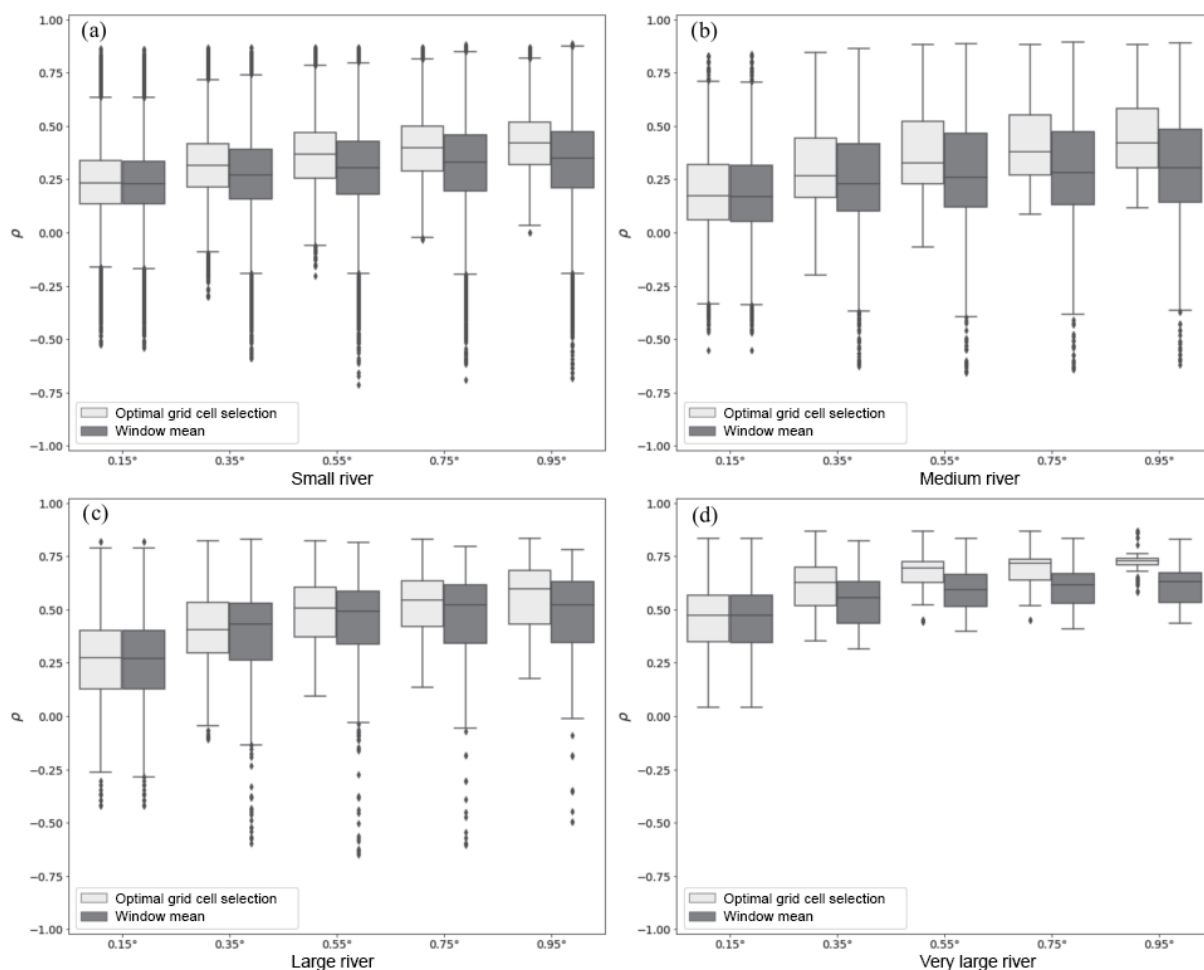 (a)
1.00
0.75
0.50
0.25
0.00
−0.25
−0.50
−0.75
−1.00
ρ
Optimal grid cell selection
Window mean
0.15° 0.35° 0.55° 0.75° 0.95°
Small river
(b)
1.00
0.75
0.50
0.25
0.00
−0.25
−0.50
−0.75
−1.00
ρ
Optimal grid cell selection
Window mean
0.15° 0.35° 0.55° 0.75° 0.95°
Medium river
(c)
1.00
0.75
0.50
0.25
0.00
−0.25
−0.50
−0.75
−1.00
ρ
Optimal grid cell selection
Window mean
0.15° 0.35° 0.55° 0.75° 0.95°
Large river
(d)
1.00
0.75
0.50
0.25
0.00
−0.25
−0.50
−0.75
−1.00
ρ
Optimal grid cell selection
Window mean
0.15° 0.35° 0.55° 0.75° 0.95°
Very large river